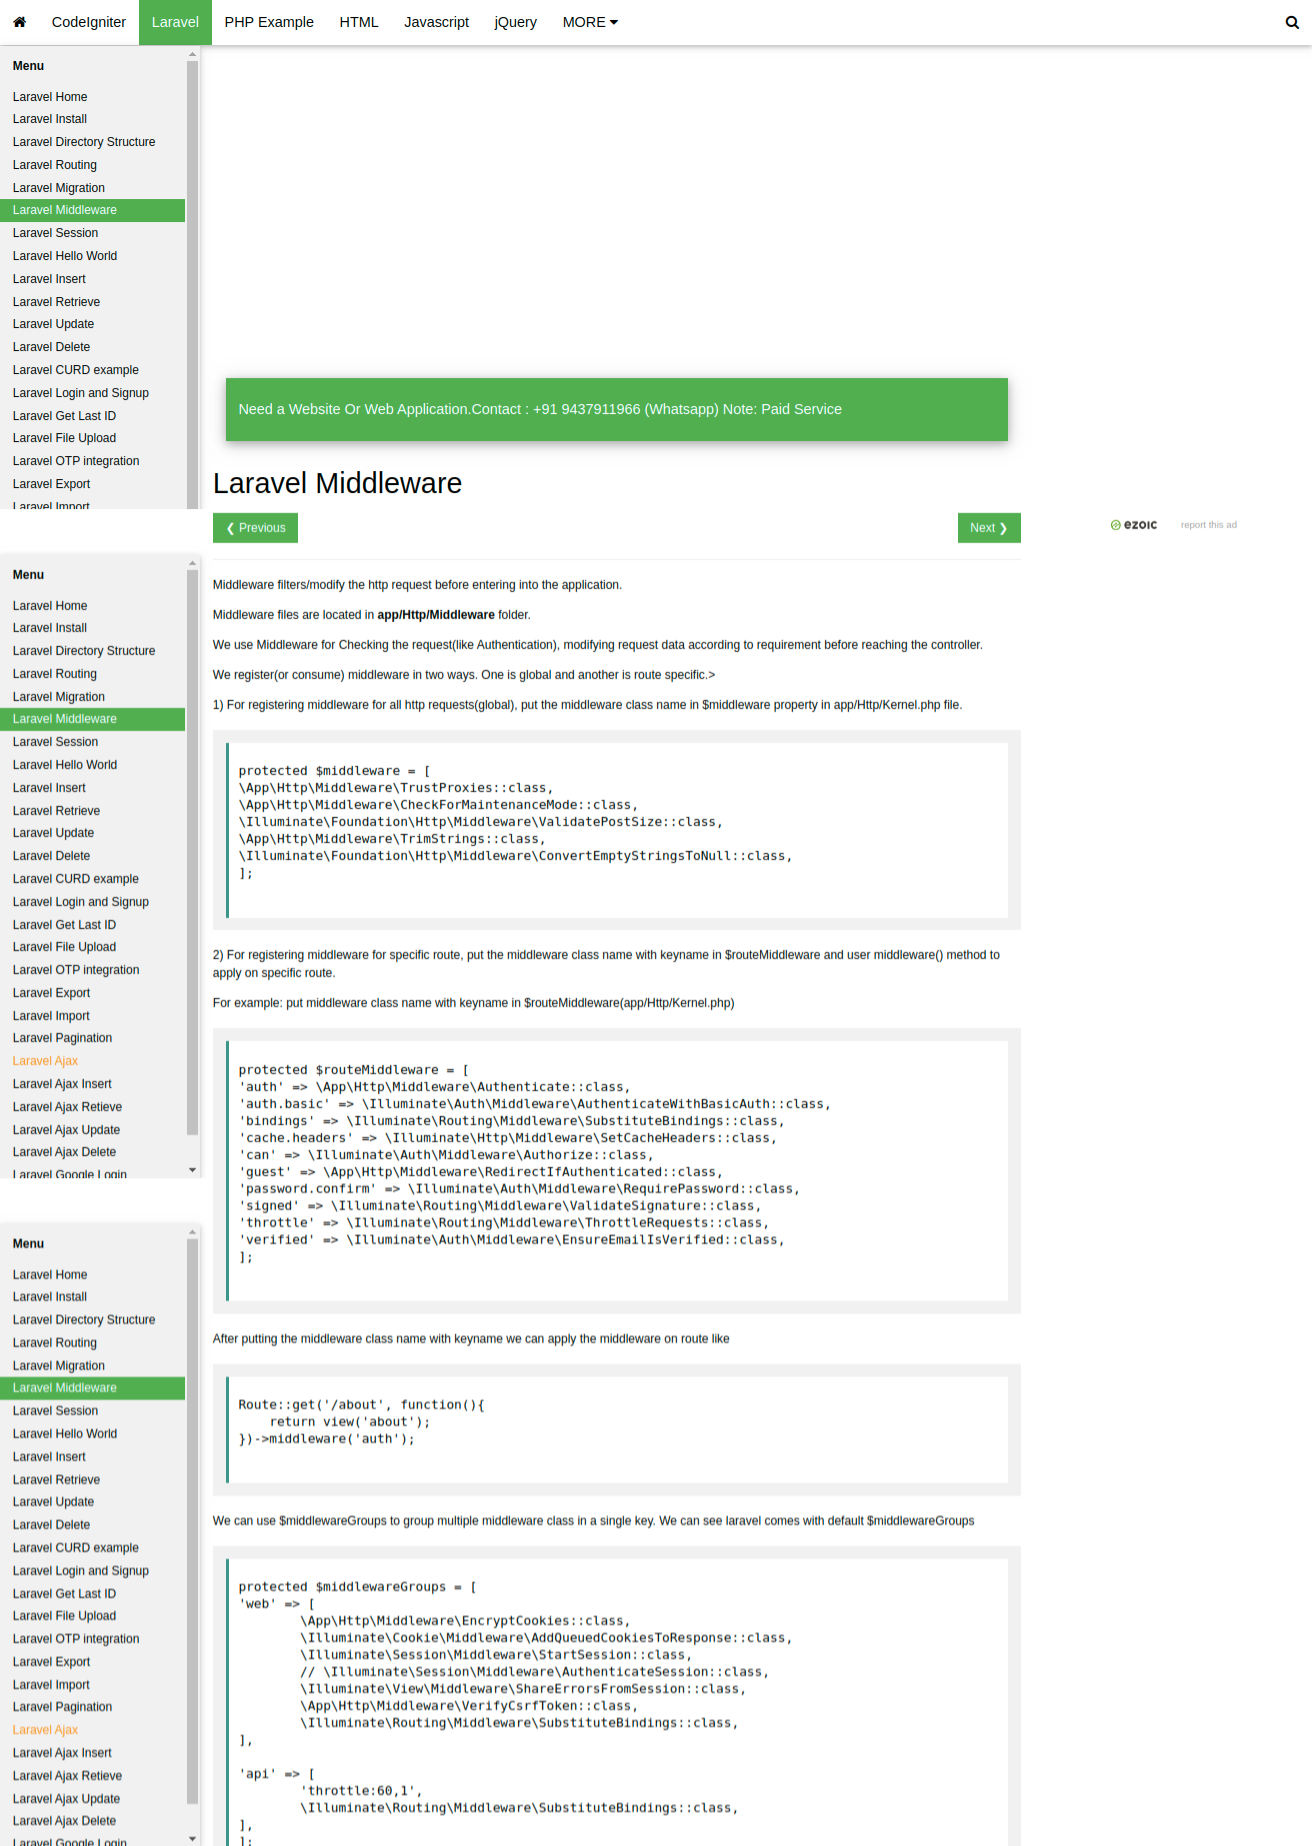 CodeIgniter Laravel PHP Example HTML Javascript jQuery MORE
Menu
Laravel Home
Laravel Install
Laravel Directory Structure
Laravel Routing
Laravel Migration
Laravel Middleware
Laravel Session
Laravel Hello World
Laravel Insert
Laravel Retrieve
Laravel Update
Laravel Delete
Laravel CURD example
Laravel Login and Signup
Laravel Get Last ID
Laravel File Upload
Laravel OTP integration
Laravel Export
Laravel Import
Menu
Laravel Home
Laravel Install
Laravel Directory Structure
Laravel Routing
Laravel Migration
Laravel Middleware
Laravel Session
Laravel Hello World
Laravel Insert
Laravel Retrieve
Laravel Update
Laravel Delete
Laravel CURD example
Laravel Login and Signup
Laravel Get Last ID
Laravel File Upload
Laravel OTP integration
Laravel Export
Laravel Import
Laravel Pagination
Laravel Ajax
Laravel Ajax Insert
Laravel Ajax Retieve
Laravel Ajax Update
Laravel Ajax Delete
Laravel Google Login
Menu
Laravel Home
Laravel Install
Laravel Directory Structure
Laravel Routing
Laravel Migration
Laravel Middleware
Laravel Session
Laravel Hello World
Laravel Insert
Laravel Retrieve
Laravel Update
Laravel Delete
Laravel CURD example
Laravel Login and Signup
Laravel Get Last ID
Laravel File Upload
Laravel OTP integration
Laravel Export
Laravel Import
Laravel Pagination
Laravel Ajax
Laravel Ajax Insert
Laravel Ajax Retieve
Laravel Ajax Update
Laravel Ajax Delete
Laravel Google Login
Need a Website Or Web Application.Contact : +91 9437911966 (Whatsapp) Note: Paid Service
Laravel Middleware
❮ Previous
Next ❯
ezoic report this ad
Middleware filters/modify the http request before entering into the application.
Middleware files are located in app/Http/Middleware folder.
We use Middleware for Checking the request(like Authentication), modifying request data according to requirement before reaching the controller.
We register(or consume) middleware in two ways. One is global and another is route specific.>
1) For registering middleware for all http requests(global), put the middleware class name in $middleware property in app/Http/Kernel.php file.
protected $middleware = [
\App\Http\Middleware\TrustProxies::class,
\App\Http\Middleware\CheckForMaintenanceMode::class,
\Illuminate\Foundation\Http\Middleware\ValidatePostSize::class,
\App\Http\Middleware\TrimStrings::class,
\Illuminate\Foundation\Http\Middleware\ConvertEmptyStringsToNull::class,
];
2) For registering middleware for specific route, put the middleware class name with keyname in $routeMiddleware and user middleware() method to
apply on specific route.
For example: put middleware class name with keyname in $routeMiddleware(app/Http/Kernel.php)
protected $routeMiddleware = [
'auth' => \App\Http\Middleware\Authenticate::class,
'auth.basic' => \Illuminate\Auth\Middleware\AuthenticateWithBasicAuth::class,
'bindings' => \Illuminate\Routing\Middleware\SubstituteBindings::class,
'cache.headers' => \Illuminate\Http\Middleware\SetCacheHeaders::class,
'can' => \Illuminate\Auth\Middleware\Authorize::class,
'guest' => \App\Http\Middleware\RedirectIfAuthenticated::class,
'password.confirm' => \Illuminate\Auth\Middleware\RequirePassword::class,
'signed' => \Illuminate\Routing\Middleware\ValidateSignature::class,
'throttle' => \Illuminate\Routing\Middleware\ThrottleRequests::class,
'verified' => \Illuminate\Auth\Middleware\EnsureEmailIsVerified::class,
];
After putting the middleware class name with keyname we can apply the middleware on route like
Route::get('/about', function(){
    return view('about');
})->middleware('auth');
We can use $middlewareGroups to group multiple middleware class in a single key. We can see laravel comes with default $middlewareGroups
protected $middlewareGroups = [
'web' => [
        \App\Http\Middleware\EncryptCookies::class,
        \Illuminate\Cookie\Middleware\AddQueuedCookiesToResponse::class,
        \Illuminate\Session\Middleware\StartSession::class,
        // \Illuminate\Session\Middleware\AuthenticateSession::class,
        \Illuminate\View\Middleware\ShareErrorsFromSession::class,
        \App\Http\Middleware\VerifyCsrfToken::class,
        \Illuminate\Routing\Middleware\SubstituteBindings::class,
],
'api' => [
        'throttle:60,1',
        \Illuminate\Routing\Middleware\SubstituteBindings::class,
],
];